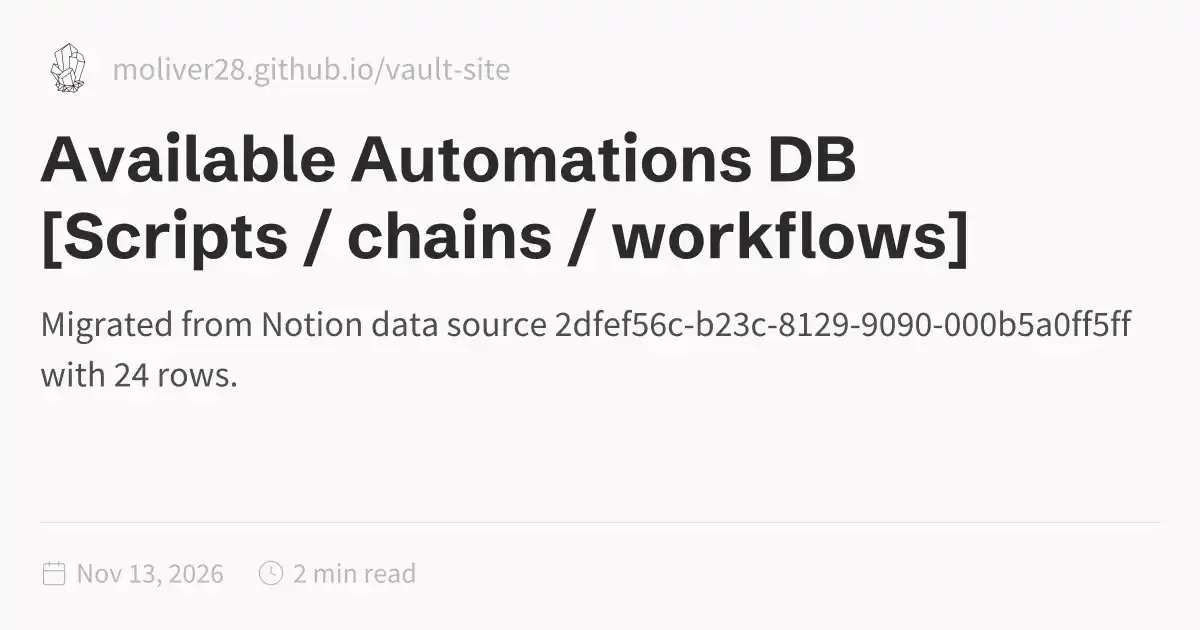 moliver28.github.io/vault-site
Available Automations DB
[Scripts / chains / workflows]
Migrated from Notion data source 2dfef56c-b23c-8129-9090-000b5a0ff5ff
with 24 rows.
Nov 13, 2026 2 min read